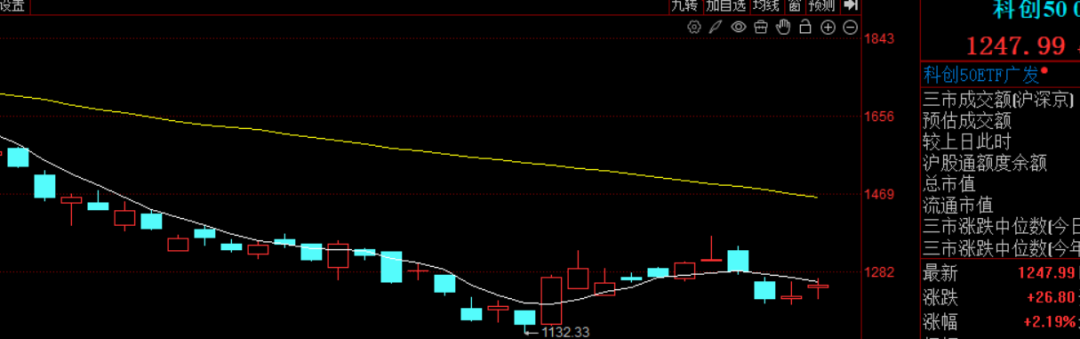 设置
九转 加自选 均线 窗 预测
1843
1656
1469
1282
1132.33
科创50
1247.99
科创50ETF广发
三市成交额(沪深京)
预估成交额
较上日此时
沪股通额度余额
总市值
流通市值
三市涨跌中位数(今日
三市涨跌中位数(今年
最新 1247.99
涨跌 +26.80
涨幅 +2.19%